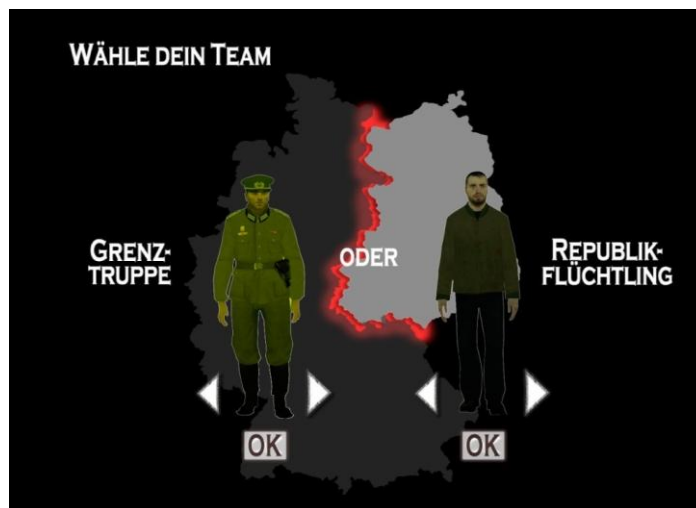 WÄHLE DEIN TEAM
GRENZ-
TRUPPE
ODER
REPUBLIK-
FLÜCHTLING
OK
OK